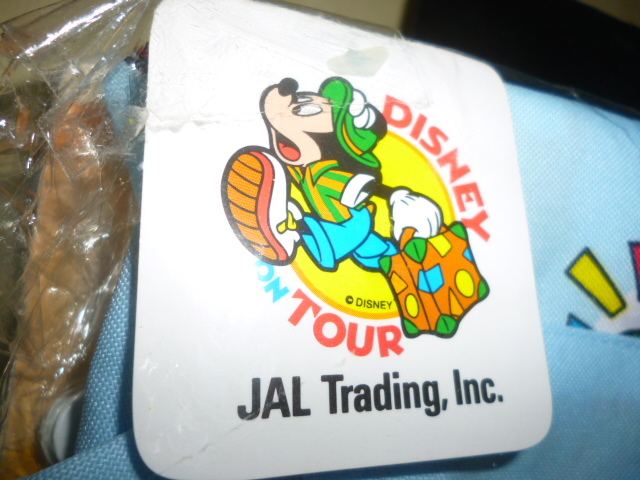 DISNEY
ON TOUR
© DISNEY
JAL Trading, Inc.